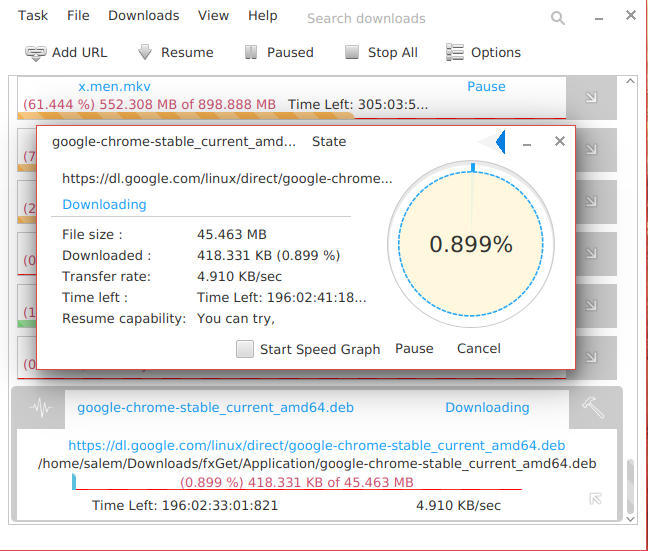 Task File Downloads View Help Search downloads
Add URL Resume Paused Stop All Options
x.men.mkv Pause
(61.444 %) 552.308 MB of 898.888 MB Time Left: 305:03:5...
google-chrome-stable_current_amd... State
(7
https://dl.google.com/linux/direct/google-chrome...
(2
Downloading
File size : 45.463 MB
Downloaded : 418.331 KB (0.899 %)
0.899%
(0
Transfer rate: 4.910 KB/sec
Time left : Time Left: 196:02:41:18...
(1
Resume capability: You can try,
Start Speed Graph Pause Cancel
(0
google-chrome-stable_current_amd64.deb Downloading
https://dl.google.com/linux/direct/google-chrome-stable_current_amd64.deb
/home/salem/Downloads/fxGet/Application/google-chrome-stable_current_amd64.deb
(0.899 %) 418.331 KB of 45.463 MB
Time Left: 196:02:33:01:821 4.910 KB/sec